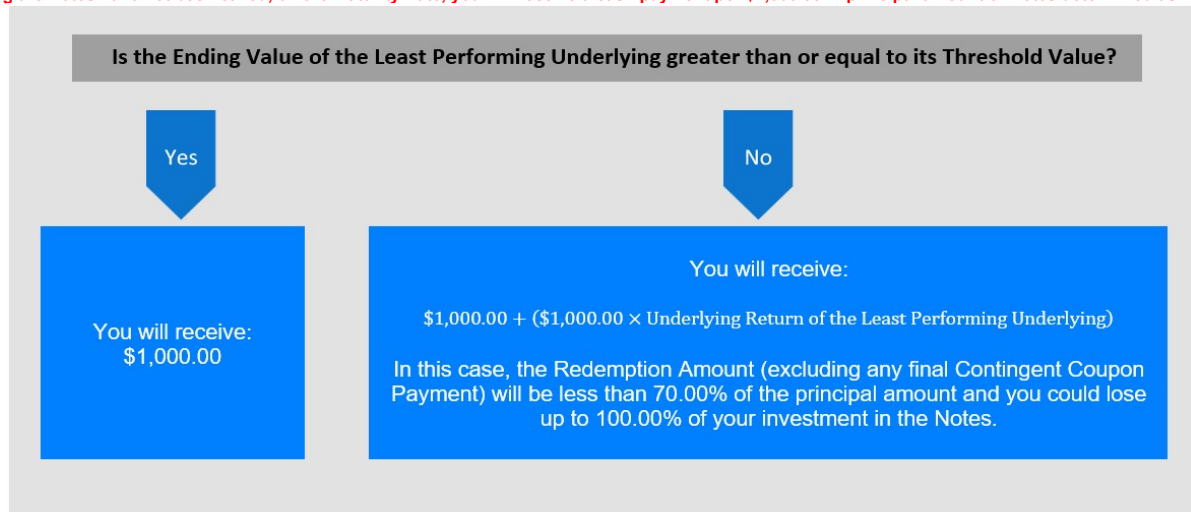 Is the Ending Value of the Least Performing Underlying greater than or equal to its Threshold Value?
Yes
No
You will receive:
$1,000.00
You will receive:
$1,000.00 + ($1,000.00 × Underlying Return of the Least Performing Underlying)
In this case, the Redemption Amount (excluding any final Contingent Coupon
Payment) will be less than 70.00% of the principal amount and you could lose
up to 100.00% of your investment in the Notes.